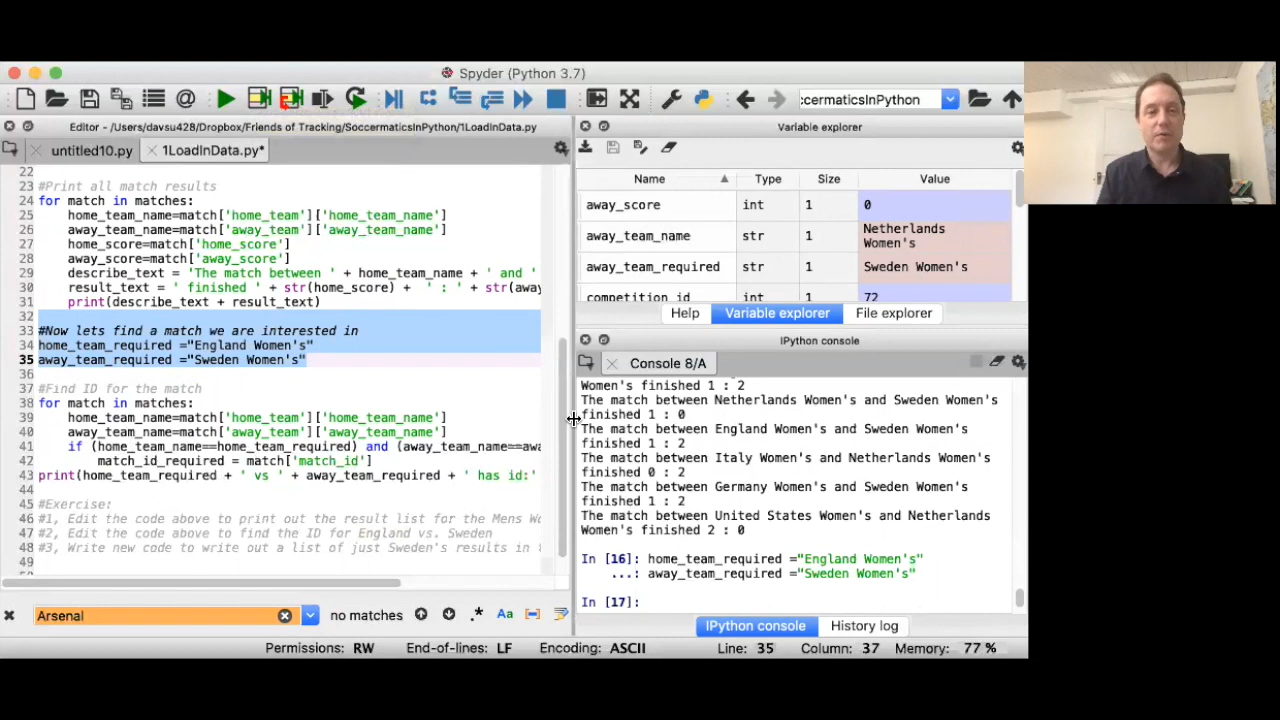 Spyder (Python 3.7)
:ccermaticsInPython
Editor - /Users/davsu428/Dropbox/Friends of Tracking/SoccermaticsInPython/1LoadInData.py
untitled10.py
1LoadInData.py*
22
23 #Print all match results
24 for match in matches:
25 home_team_name=match['home_team']['home_team_name']
26 away_team_name=match['away_team']['away_team_name']
27 home_score=match['home_score']
28 away_score=match['away_score']
29 describe_text = 'The match between ' + home_team_name + ' and '
30 result_text = ' finished ' + str(home_score) + ' : ' + str(away
31 print(describe_text + result_text)
32
33 #Now lets find a match we are interested in
34 home_team_required ="England Women's"
35 away_team_required ="Sweden Women's"
36
37 #Find ID for the match
38 for match in matches:
39 home_team_name=match['home_team']['home_team_name']
40 away_team_name=match['away_team']['away_team_name']
41 if (home_team_name==home_team_required) and (away_team_name==awa
42 match_id_required = match['match_id']
43 print(home_team_required + ' vs ' + away_team_required + ' has id:'
44
45 #Exercise:
46 #1, Edit the code above to print out the result list for the Mens Wo
47 #2, Edit the code above to find the ID for England vs. Sweden
48 #3, Write new code to write out a list of just Sweden's results in t
49
Arsenal
no matches
.*
Aa
Variable explorer
Name Type Size Value
away_score int 1 0
away_team_name str 1 Netherlands Women's
away_team_required str 1 Sweden Women's
competition_id int 1 72
Help Variable explorer File explorer
IPython console
Console 8/A
Women's finished 1 : 2
The match between Netherlands Women's and Sweden Women's
finished 1 : 0
The match between England Women's and Sweden Women's
finished 1 : 2
The match between Italy Women's and Netherlands Women's
finished 0 : 2
The match between Germany Women's and Sweden Women's
finished 1 : 2
The match between United States Women's and Netherlands
Women's finished 2 : 0
In [16]: home_team_required ="England Women's"
...: away_team_required ="Sweden Women's"
In [17]:
IPython console History log
Permissions: RW End-of-lines: LF Encoding: ASCII Line: 35 Column: 37 Memory: 77 %